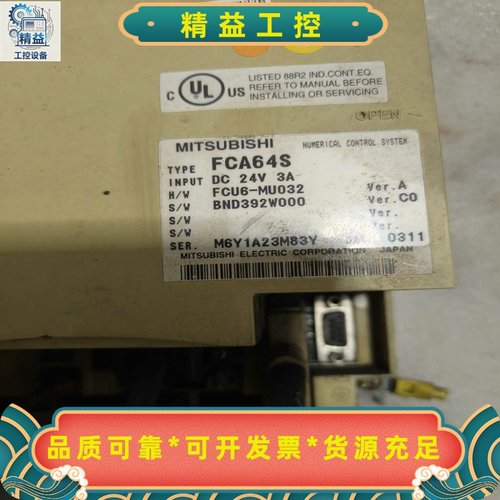 精益工控
精益
工控设备
C UL US
LISTED 88R2 IND.CONT.EQ.
REFER TO MANUAL BEFORE
INSTALLING OR SERVICING
OPEN
MITSUBISHI NUMERICAL CONTROL SYSTEM
TYPE FCA64S
INPUT DC 24V 3A
H/W FCU6-MU032 Ver.A
S/W BND392W000 Ver.C0
S/W Ver.
S/W Ver.
SER. M6Y1A23M83Y 0311
MITSUBISHI ELECTRIC CORPORATION JAPAN
品质可靠*可开发票*货源充足